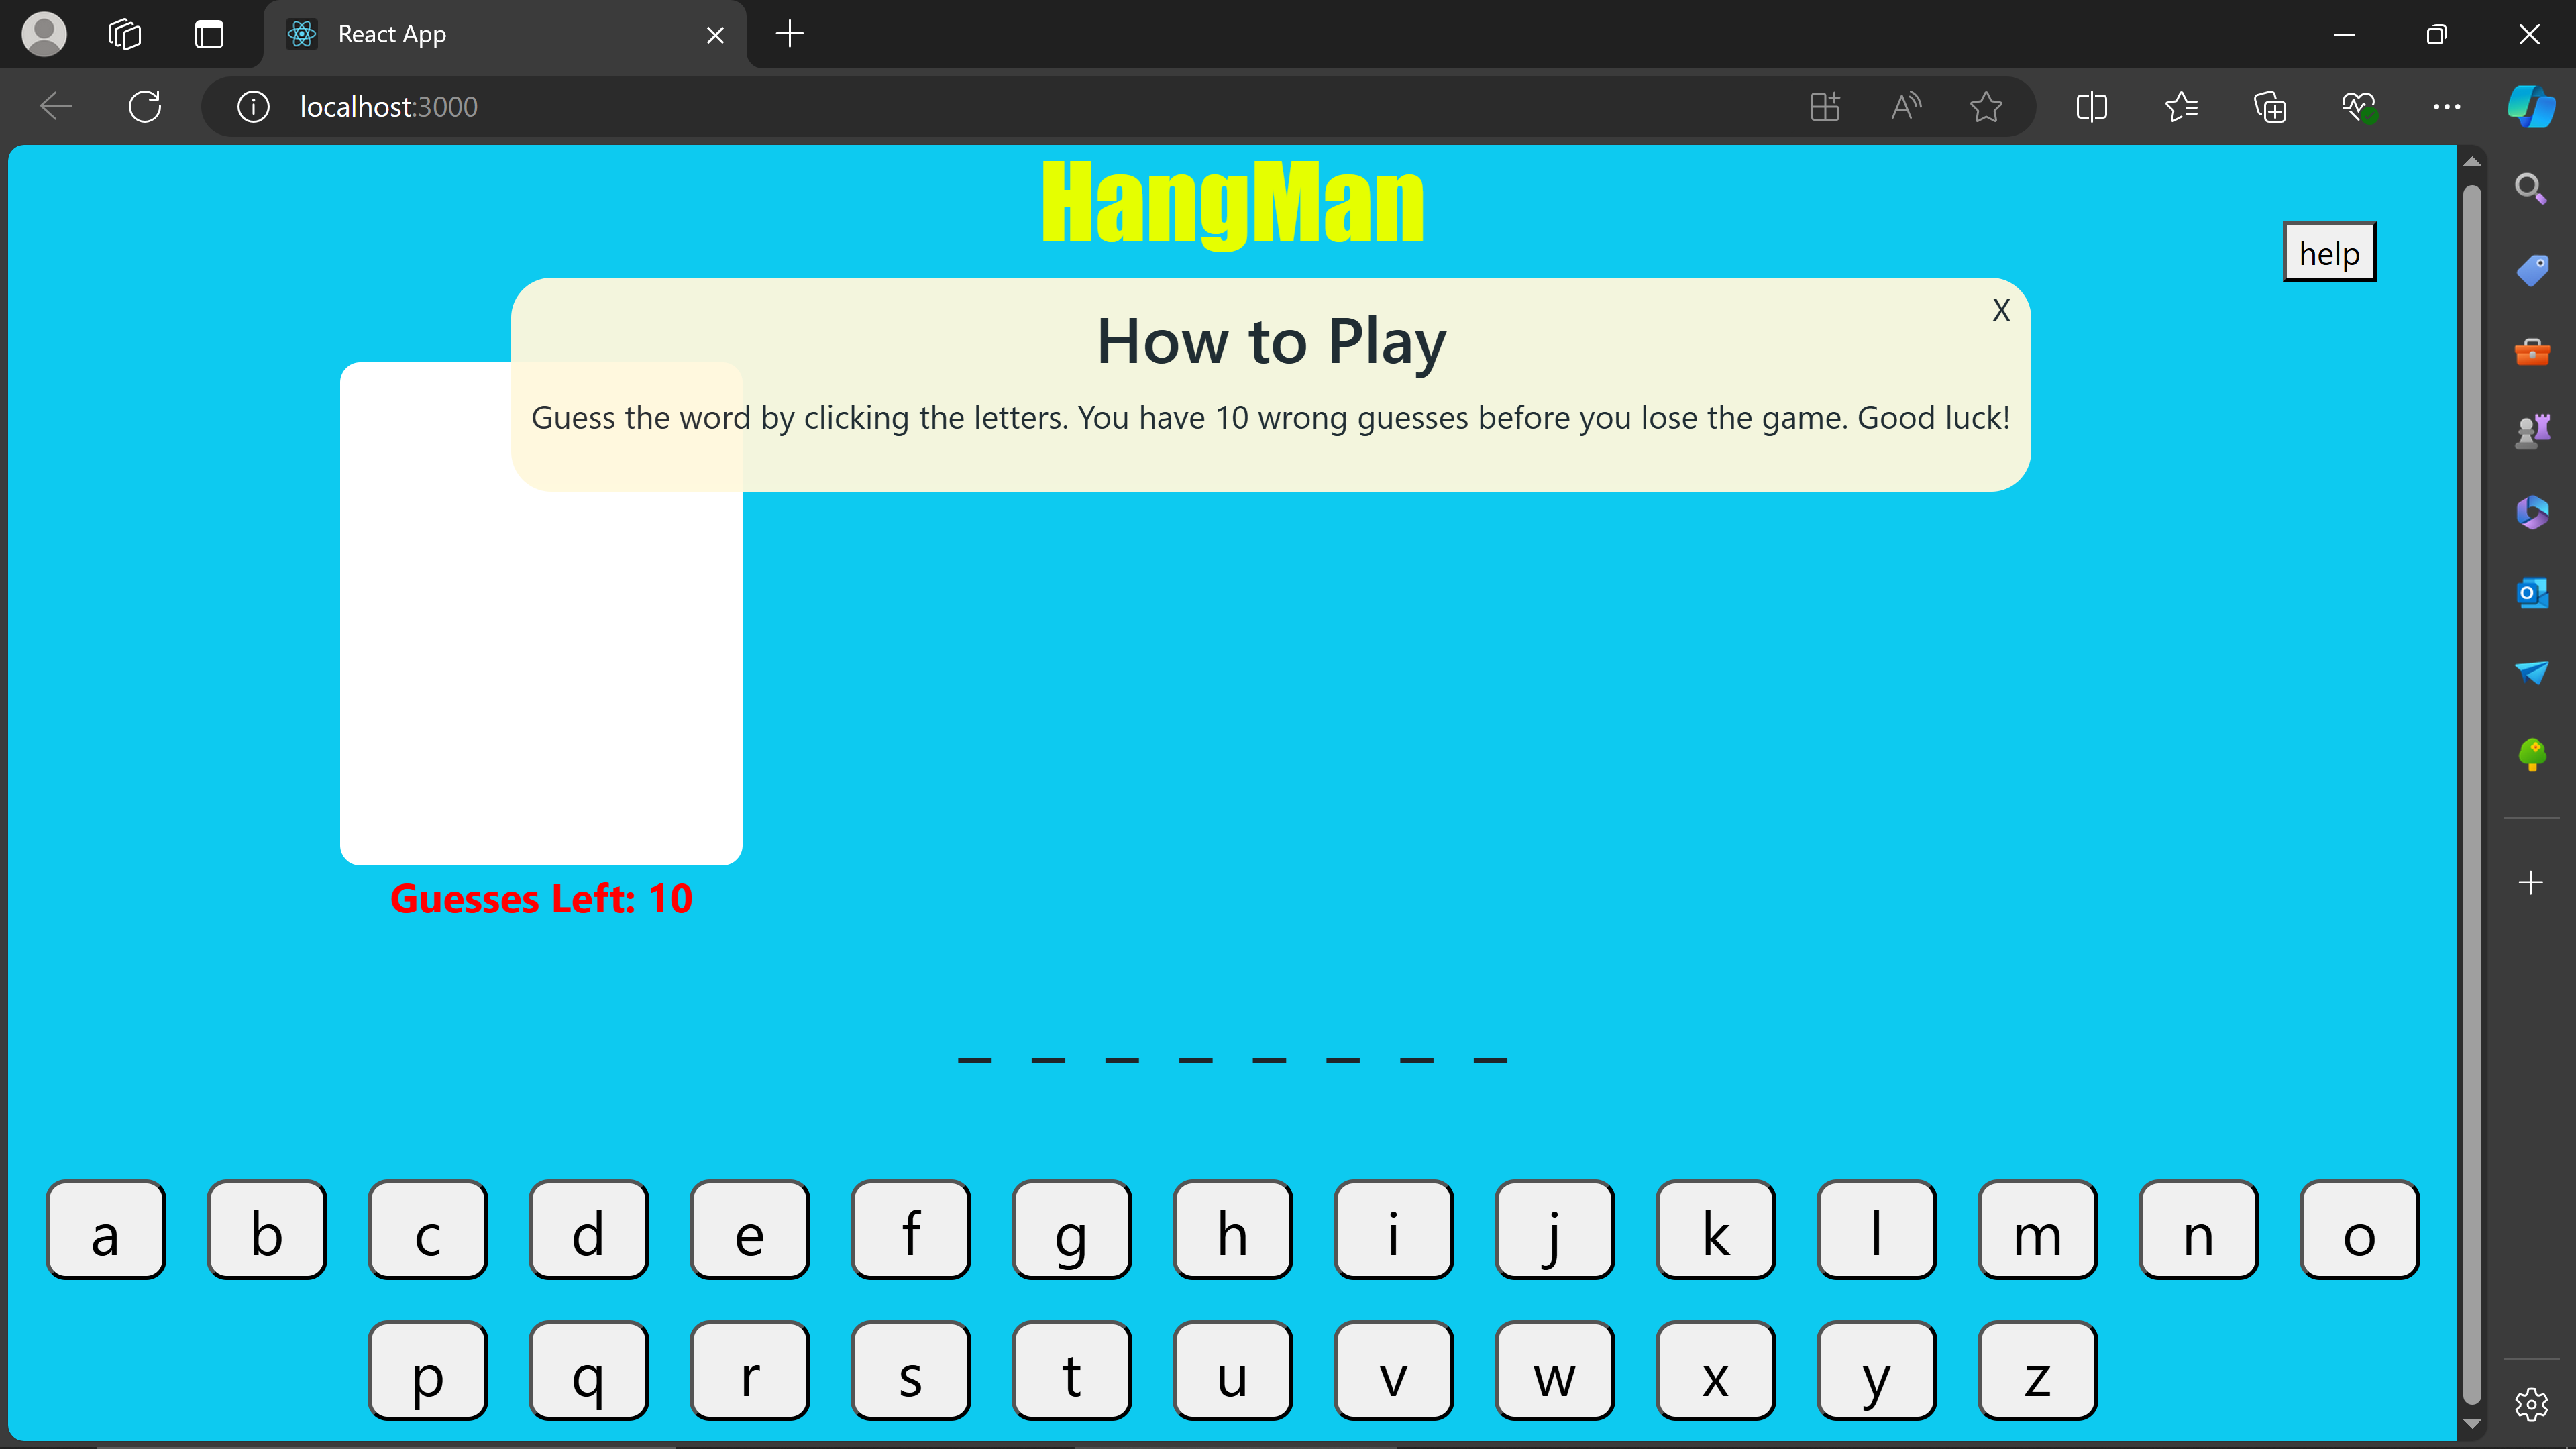 React App
localhost:3000
HangMan
help
X
How to Play
Guess the word by clicking the letters. You have 10 wrong guesses before you lose the game. Good luck!
Guesses Left: 10
_ _ _ _ _ _ _ _
a b c d e f g h i j k l m n o
p q r s t u v w x y z